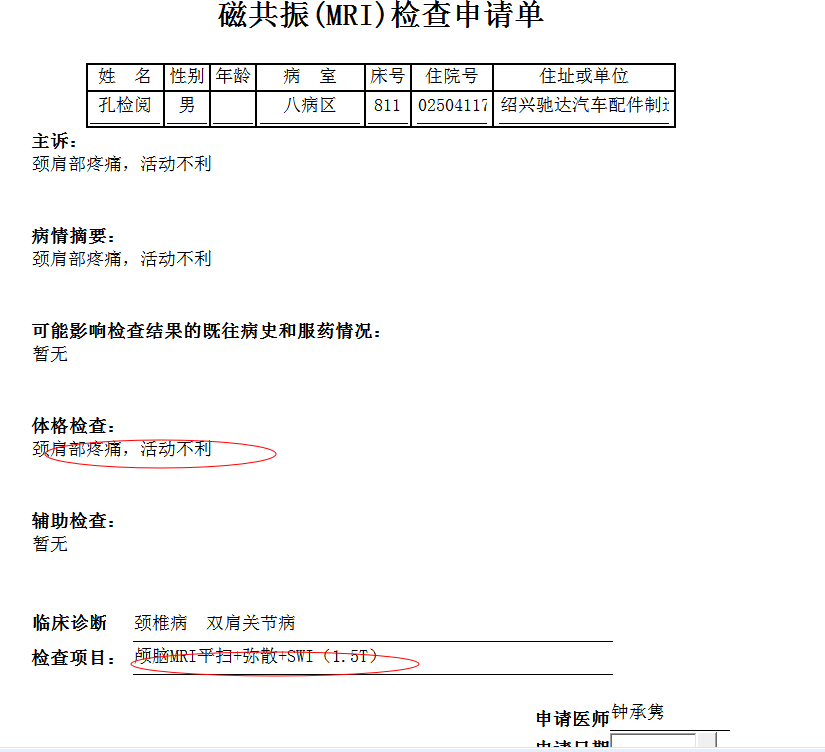 磁共振(MRI)检查申请单
姓 名 性别 年龄 病 室 床号 住院号 住址或单位
孔检阅 男 八病区 811 02504117 绍兴驰达汽车配件制
主诉：
颈肩部疼痛，活动不利
病情摘要：
颈肩部疼痛，活动不利
可能影响检查结果的既往病史和服药情况：
暂无
体格检查：
颈肩部疼痛，活动不利
辅助检查：
暂无
临床诊断 颈椎病 双肩关节病
检查项目： 颅脑MRI平扫+弥散+SWI（1.5T）
申请医师 钟承隽
申请日期